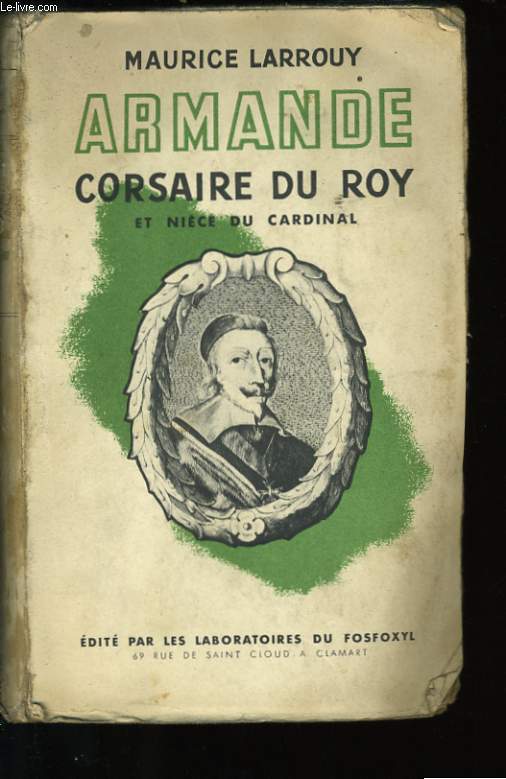 Le-livre.com
MAURICE LARROUY
ARMANDE
CORSAIRE DU ROY
ET NIÈCE DU CARDINAL
ÉDITÉ PAR LES LABORATOIRES DU FOSFOXYL
69 RUE DE SAINT CLOUD. A CLAMART